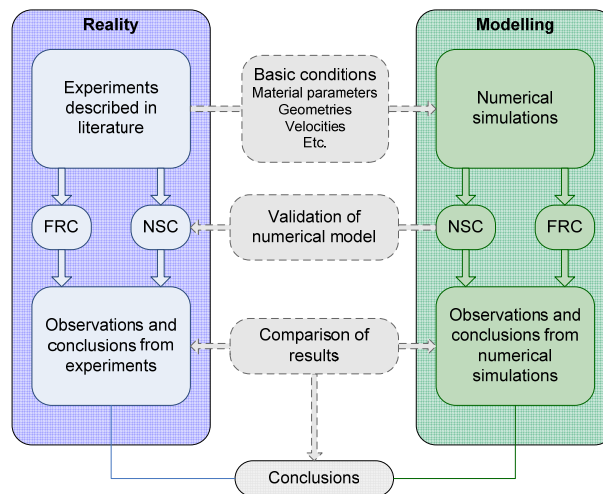 Reality
Modelling
Experiments
described in
literature
Basic conditions
Material parameters
Geometries
Velocities
Etc.
Numerical
simulations
FRC
NSC
Validation of
numerical model
NSC
FRC
Observations and
conclusions from
experiments
Comparison of
results
Observations and
conclusions from
numerical
simulations
Conclusions